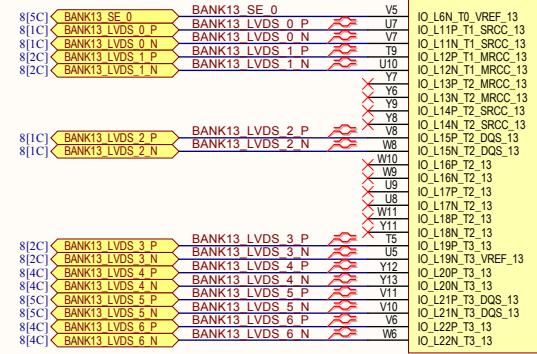 8[5C] BANK13_SE_0 BANK13_SE_0 V5 IO_L6N_T0_VREF_13
8[1C] BANK13_LVDS_0_P BANK13_LVDS_0_P U7 IO_L11P_T1_SRCC_13
8[1C] BANK13_LVDS_0_N BANK13_LVDS_0_N V7 IO_L11N_T1_SRCC_13
8[2C] BANK13_LVDS_1_P BANK13_LVDS_1_P T9 IO_L12P_T1_MRCC_13
8[2C] BANK13_LVDS_1_N BANK13_LVDS_1_N U10 IO_L12N_T1_MRCC_13
Y7 IO_L13P_T2_MRCC_13
Y6 IO_L13N_T2_MRCC_13
Y9 IO_L14P_T2_SRCC_13
Y8 IO_L14N_T2_SRCC_13
8[1C] BANK13_LVDS_2_P BANK13_LVDS_2_P V8 IO_L15P_T2_DQS_13
8[1C] BANK13_LVDS_2_N BANK13_LVDS_2_N W8 IO_L15N_T2_DQS_13
W10 IO_L16P_T2_13
W9 IO_L16N_T2_13
U9 IO_L17P_T2_13
U8 IO_L17N_T2_13
W11 IO_L18P_T2_13
Y11 IO_L18N_T2_13
8[2C] BANK13_LVDS_3_P BANK13_LVDS_3_P T5 IO_L19P_T3_13
8[2C] BANK13_LVDS_3_N BANK13_LVDS_3_N U5 IO_L19N_T3_VREF_13
8[4C] BANK13_LVDS_4_P BANK13_LVDS_4_P Y12 IO_L20P_T3_13
8[4C] BANK13_LVDS_4_N BANK13_LVDS_4_N Y13 IO_L20N_T3_13
8[5C] BANK13_LVDS_5_P BANK13_LVDS_5_P V11 IO_L21P_T3_DQS_13
8[5C] BANK13_LVDS_5_N BANK13_LVDS_5_N V10 IO_L21N_T3_DQS_13
8[4C] BANK13_LVDS_6_P BANK13_LVDS_6_P V6 IO_L22P_T3_13
8[4C] BANK13_LVDS_6_N BANK13_LVDS_6_N W6 IO_L22N_T3_13